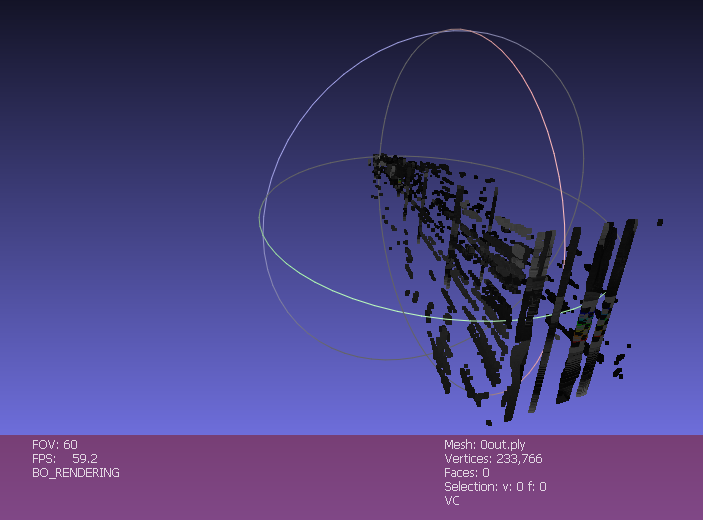 FOV: 60
FPS: 59.2
BO_RENDERING
Mesh: 0out.ply
Vertices: 233,766
Faces: 0
Selection: v: 0 f: 0
VC